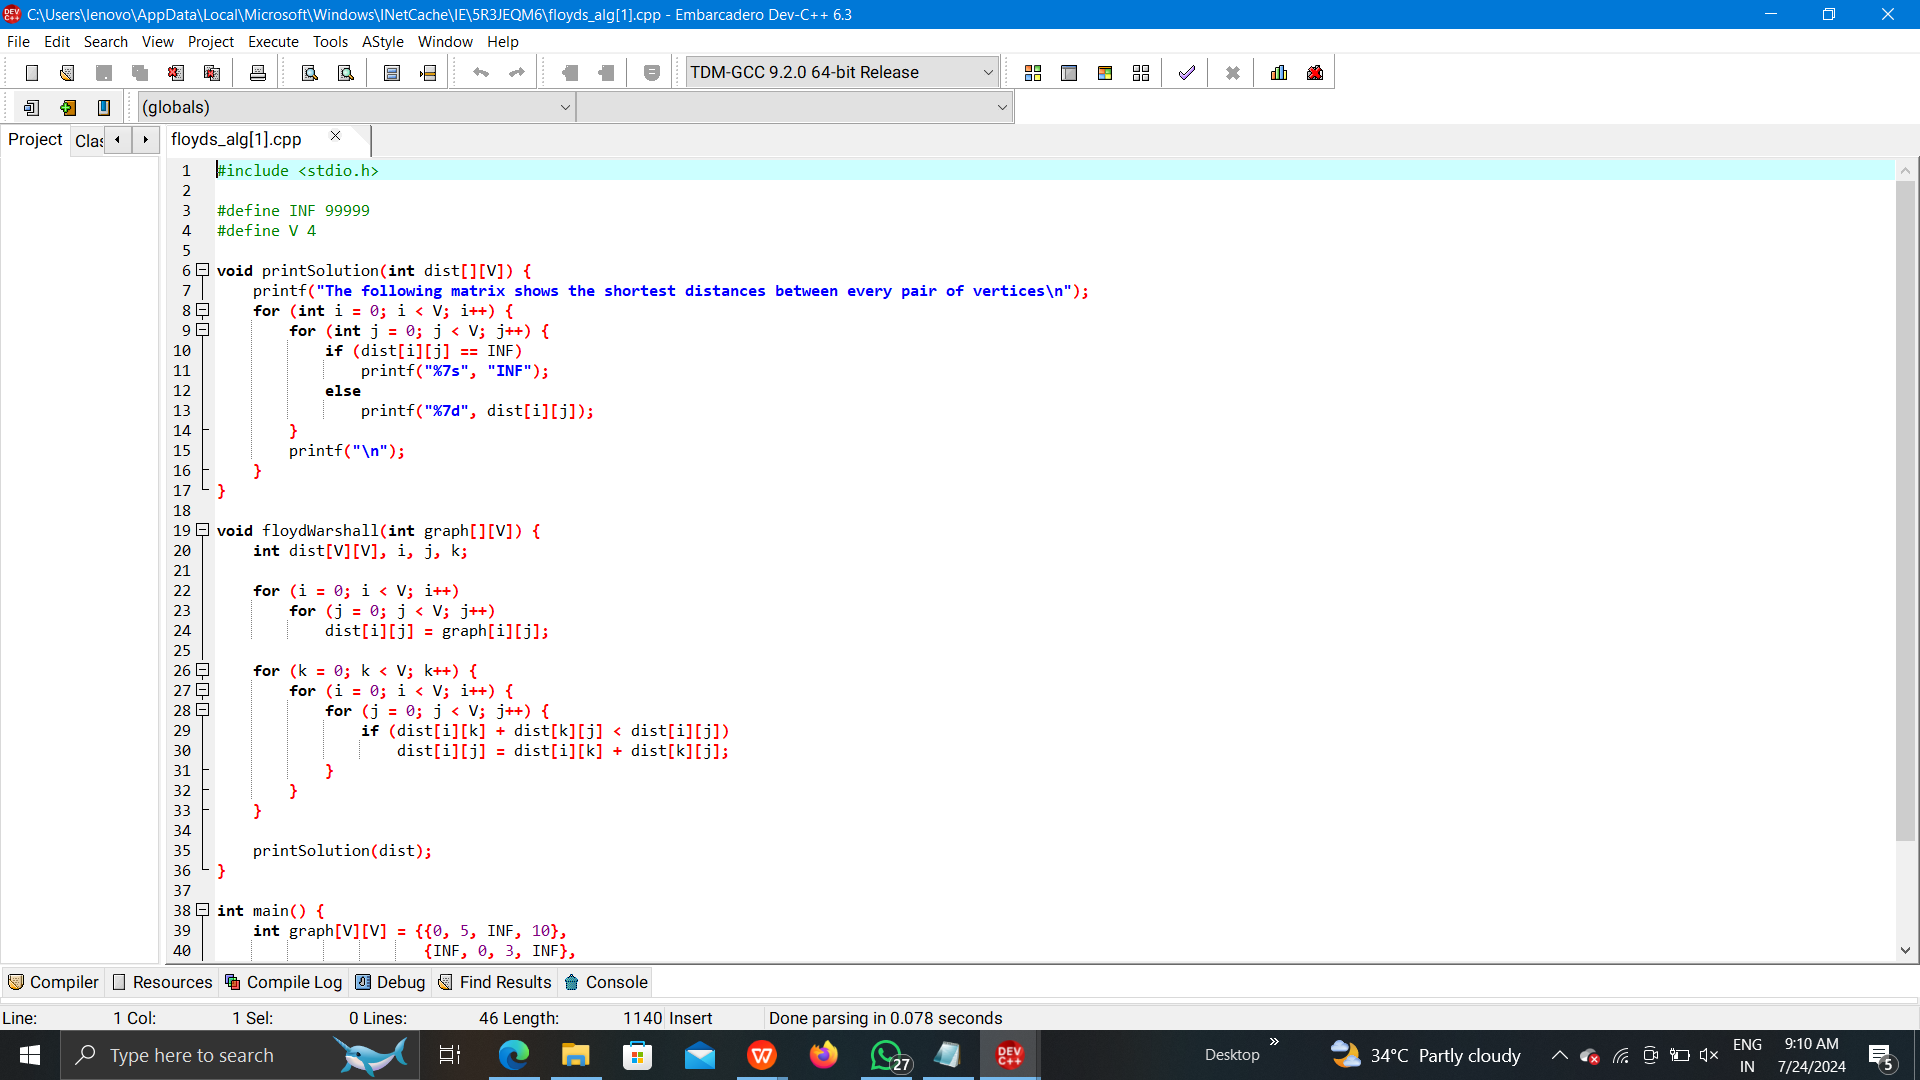 C:\Users\lenovo\AppData\Local\Microsoft\Windows\INetCache\IE\5R3JEQM6\floyds_alg[1].cpp - Embarcadero Dev-C++ 6.3
File Edit Search View Project Execute Tools AStyle Window Help
TDM-GCC 9.2.0 64-bit Release
(globals)
Project Clas floyds_alg[1].cpp
1 #include <stdio.h>
2
3 #define INF 99999
4 #define V 4
5
6 void printSolution(int dist[][V]) {
7     printf("The following matrix shows the shortest distances between every pair of vertices\n");
8     for (int i = 0; i < V; i++) {
9         for (int j = 0; j < V; j++) {
10             if (dist[i][j] == INF)
11                 printf("%7s", "INF");
12             else
13                 printf("%7d", dist[i][j]);
14         }
15         printf("\n");
16     }
17 }
18
19 void floydWarshall(int graph[][V]) {
20     int dist[V][V], i, j, k;
21
22     for (i = 0; i < V; i++)
23         for (j = 0; j < V; j++)
24             dist[i][j] = graph[i][j];
25
26     for (k = 0; k < V; k++) {
27         for (i = 0; i < V; i++) {
28             for (j = 0; j < V; j++) {
29                 if (dist[i][k] + dist[k][j] < dist[i][j])
30                     dist[i][j] = dist[i][k] + dist[k][j];
31             }
32         }
33     }
34
35     printSolution(dist);
36 }
37
38 int main() {
39     int graph[V][V] = {{0, 5, INF, 10},
40                        {INF, 0, 3, INF},
Compiler Resources Compile Log Debug Find Results Console
Line: 1 Col: 1 Sel: 0 Lines: 46 Length: 1140 Insert Done parsing in 0.078 seconds
Type here to search
W
27
DEV C++
Desktop
»
34°C Partly cloudy
ENG
IN
9:10 AM
7/24/2024
5